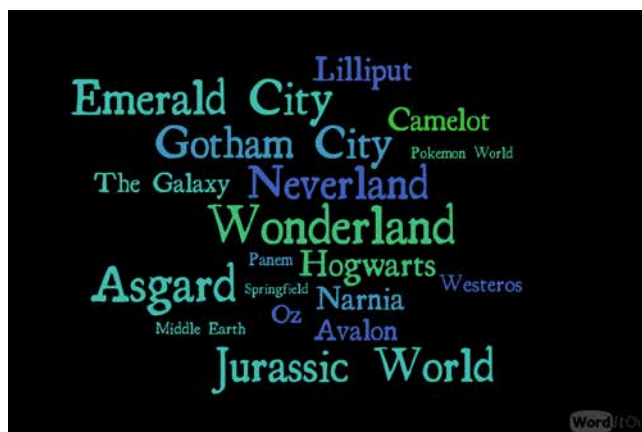 Lilliput
Emerald City
Camelot
Gotham City
Pokemon World
The Galaxy
Neverland
Wonderland
Panem
Hogwarts
Asgard
Springfield
Westeros
Narnia
Oz
Middle Earth
Avalon
Jurassic World
WordItOu